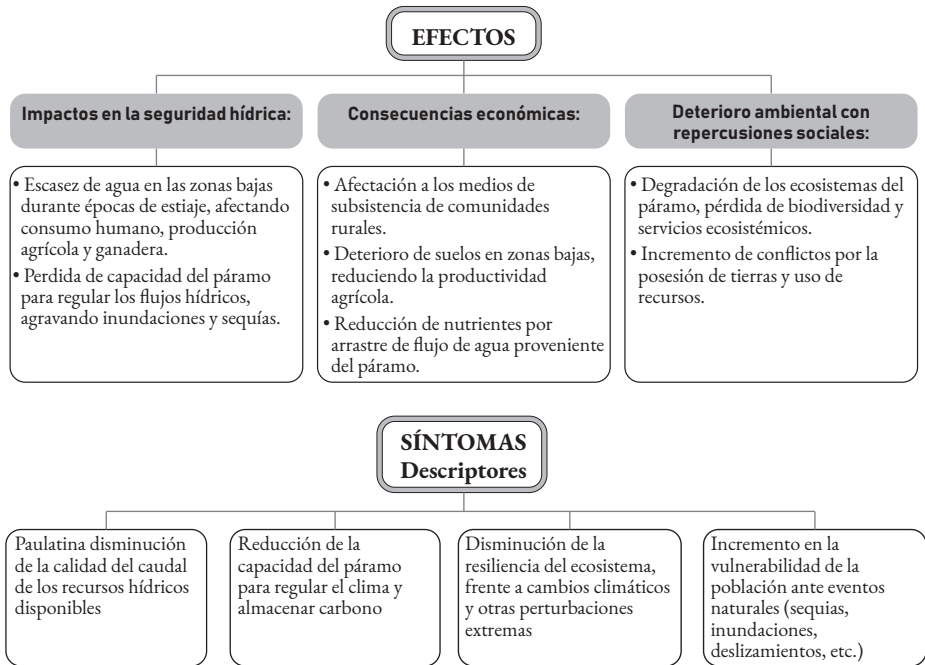 EFECTOS
Impactos en la seguridad hídrica:
• Escasez de agua en las zonas bajas
durante épocas de estiaje, afectando
consumo humano, producción
agrícola y ganadera.
• Perdida de capacidad del páramo
para regular los flujos hídricos,
agravando inundaciones y sequías.
Consecuencias económicas:
• Afectación a los medios de
subsistencia de comunidades
rurales.
• Deterioro de suelos en zonas bajas,
reduciendo la productividad
agrícola.
• Reducción de nutrientes por
arrastre de flujo de agua proveniente
del páramo.
Deterioro ambiental con
repercusiones sociales:
• Degradación de los ecosistemas del
páramo, pérdida de biodiversidad y
servicios ecosistémicos.
• Incremento de conflictos por la
posesión de tierras y uso de
recursos.
SÍNTOMAS
Descriptores
Paulatina disminución
de la calidad del caudal
de los recursos hídricos
disponibles
Reducción de la
capacidad del páramo
para regular el clima y
almacenar carbono
Disminución de la
resiliencia del ecosistema,
frente a cambios climáticos
y otras perturbaciones
extremas
Incremento en la
vulnerabilidad de la
población ante eventos
naturales (sequias,
inundaciones,
deslizamientos, etc.)